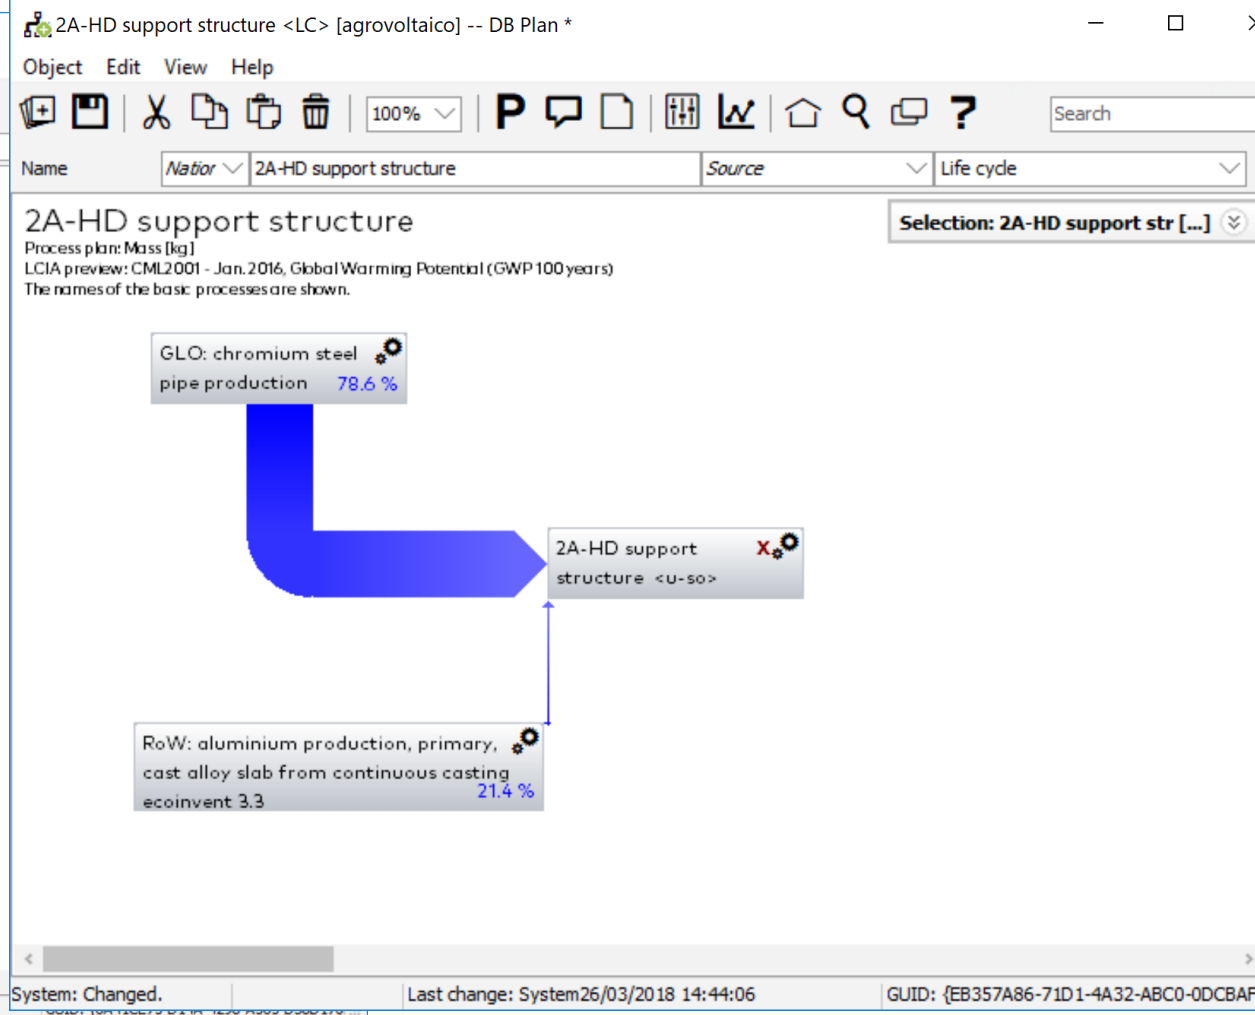 2A-HD support structure <LC> [agrovoltaico] -- DB Plan *
Object Edit View Help
100% P ? Search
Name Natior 2A-HD support structure Source Life cycle
2A-HD support structure
Process plan: Mass [kg]
LCIA preview: CML2001 - Jan. 2016, Global Warming Potential (GWP 100 years)
The names of the basic processes are shown.
Selection: 2A-HD support str [...]
GLO: chromium steel
pipe production 78.6 %
2A-HD support X
structure <u-so>
RoW: aluminium production, primary,
cast alloy slab from continuous casting
21.4 %
ecoinvent 3.3
System: Changed. Last change: System26/03/2018 14:44:06 GUID: {EB357A86-71D1-4A32-ABC0-0DCBAF